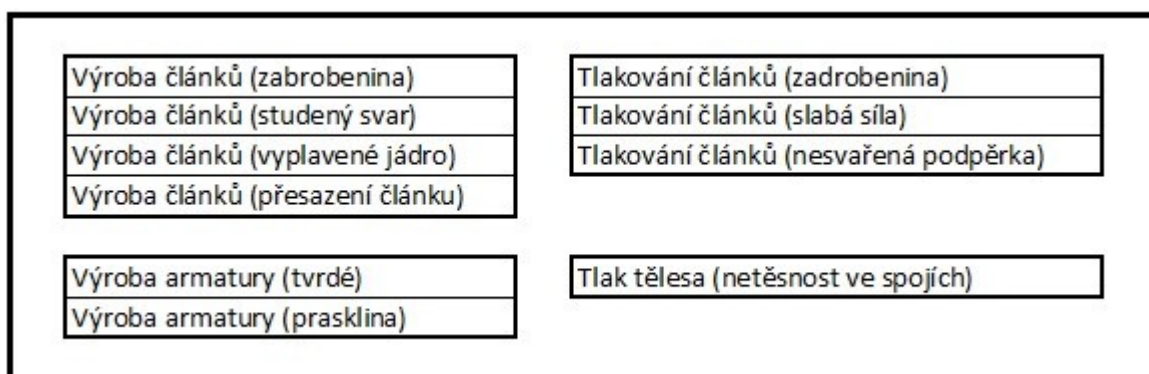 Výroba článků (zabrobenina)
Výroba článků (studený svar)
Výroba článků (vyplavené jádro)
Výroba článků (přesazení článku)
Tlakování článků (zadrobenina)
Tlakování článků (slabá síla)
Tlakování článků (nesvařená podpěrka)
Výroba armatury (tvrdé)
Výroba armatury (prasklina)
Tlak tělesa (netěsnost ve spojích)